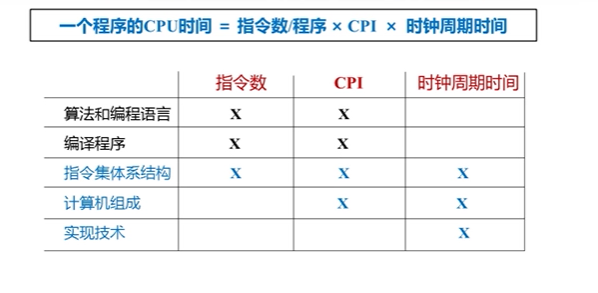 一个程序的CPU时间 = 指令数/程序 × CPI × 时钟周期时间
指令数 CPI 时钟周期时间
算法和编程语言 X X
编译程序 X X
指令集体系结构 X X X
计算机组成 X X
实现技术 X